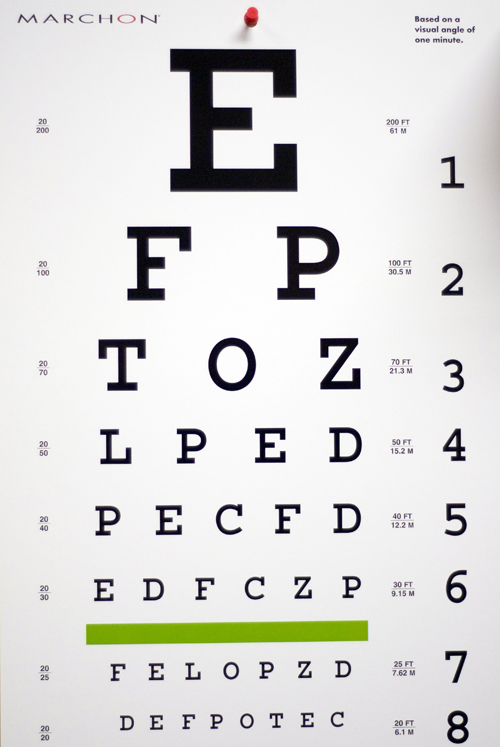 MARCHON
Based on a
visual angle of
one minute.
20/200 E 200 FT 61 M 1
20/100 F P 100 FT 30.5 M 2
20/70 T O Z 70 FT 21.3 M 3
20/50 L P E D 50 FT 15.2 M 4
20/40 P E C F D 40 FT 12.2 M 5
20/30 E D F C Z P 30 FT 9.15 M 6
20/25 F E L O P Z D 25 FT 7.62 M 7
20/20 D E F P O T E C 20 FT 6.1 M 8